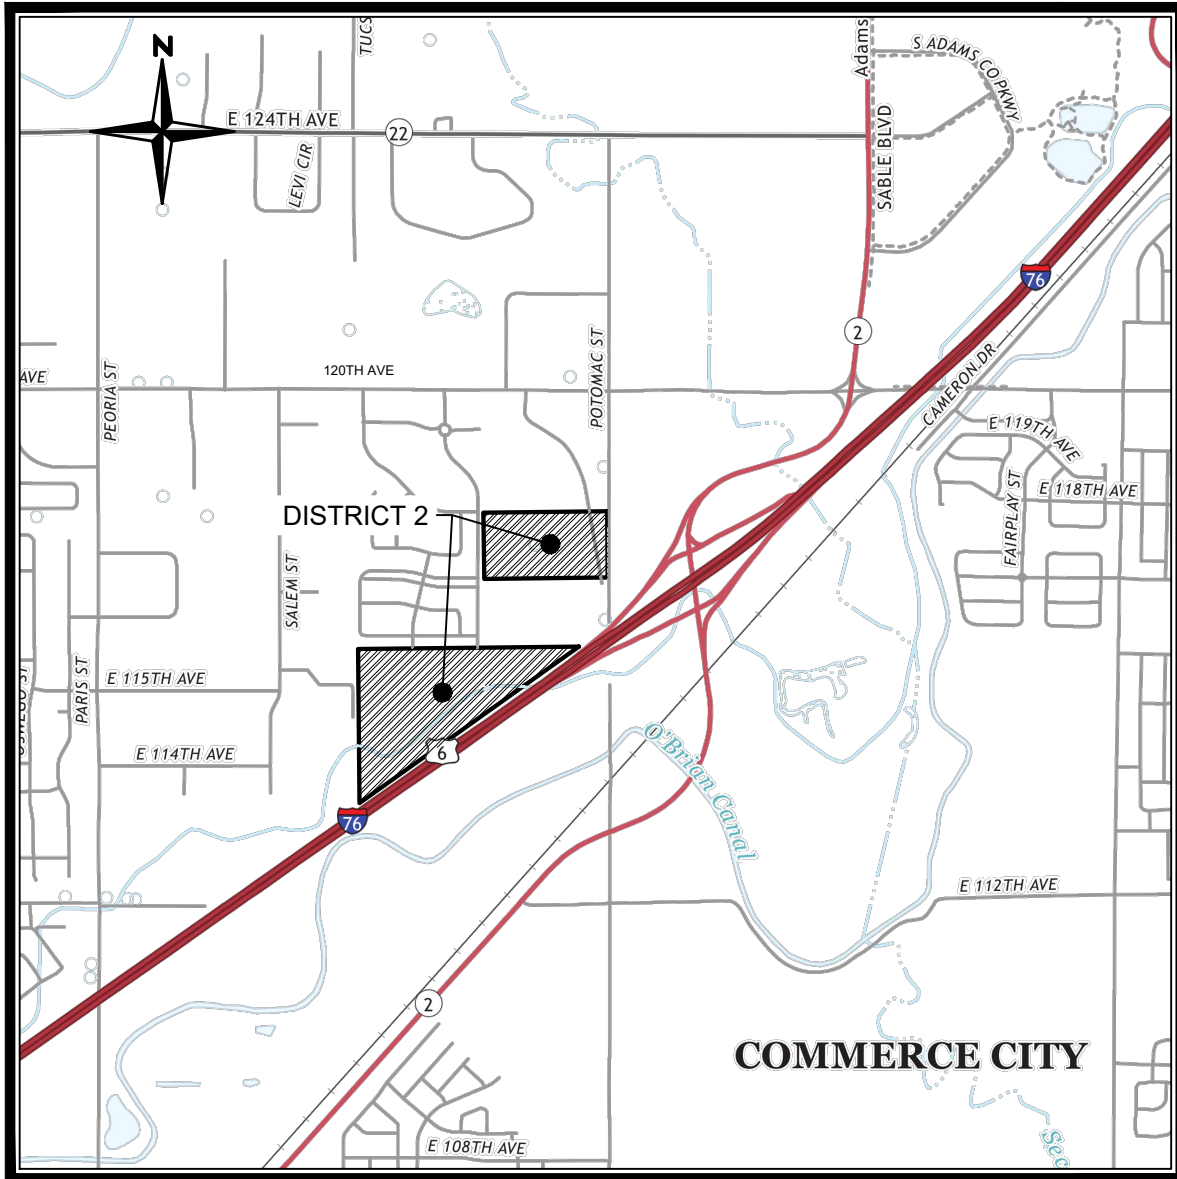 N
TUCS
Adams
S ADAMS CO PKWY
E 124TH AVE
22
LEVI CIR
SABLE BLVD
76
2
120TH AVE
AVE
PEORIA ST
POTOMAC ST
CAMERON DR
E 119TH AVE
E 118TH AVE
FAIRPLAY ST
DISTRICT 2
SALEM ST
E 115TH AVE
PARIS ST
OSWEGO ST
E 114TH AVE
6
76
O'Brian Canal
E 112TH AVE
2
COMMERCE CITY
E 108TH AVE
Sec